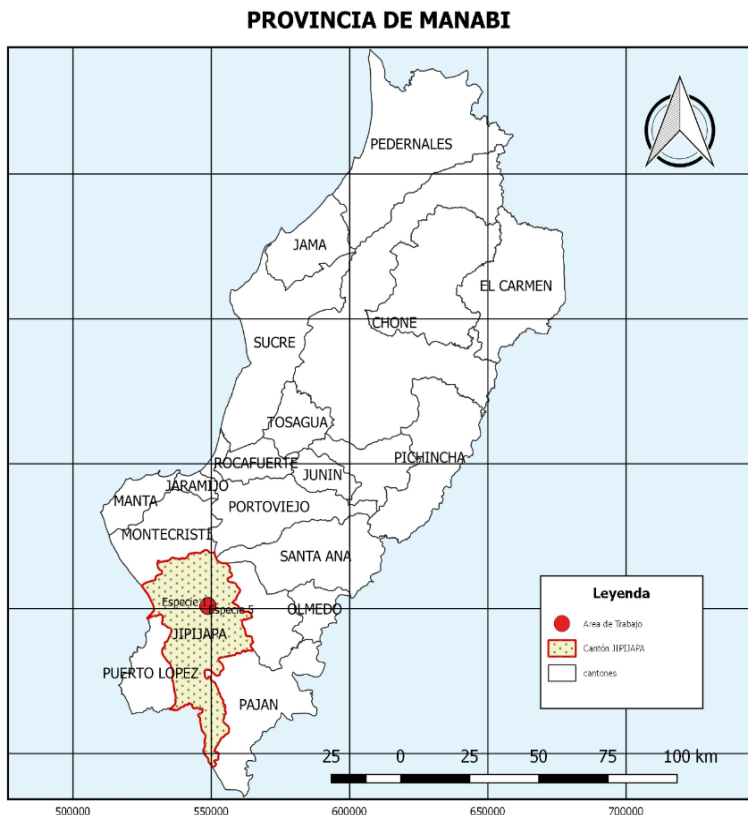 PROVINCIA DE MANABI
PEDERNALES
JAMA
EL CARMEN
CHONE
SUCRE
TOSAGUA
ROCAFUERTE
PICHINCHA
JUNIN
JARAMIJO
MANTA
PORTOVIEJO
MONTECRISTI
SANTA ANA
Especie 1
Especie 5
OLMEDO
JIPIJAPA
PUERTO LOPEZ
PAJAN
Leyenda
Area de Trabajo
Cantón JIPIJAPA
cantones
25 0 25 50 75 100 km
500000 550000 600000 650000 700000